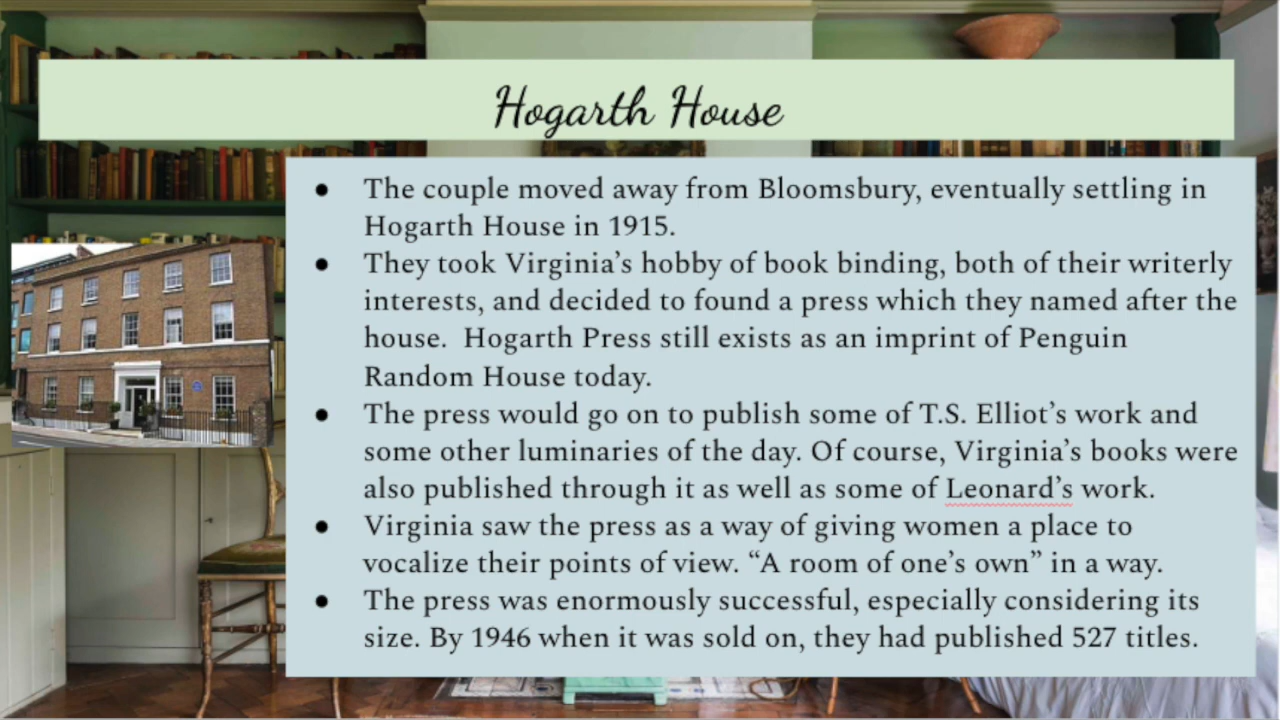 Hogarth House
● The couple moved away from Bloomsbury, eventually settling in
Hogarth House in 1915.
● They took Virginia’s hobby of book binding, both of their writerly
interests, and decided to found a press which they named after the
house.  Hogarth Press still exists as an imprint of Penguin
Random House today.
● The press would go on to publish some of T.S. Elliot’s work and
some other luminaries of the day. Of course, Virginia’s books were
also published through it as well as some of Leonard’s work.
● Virginia saw the press as a way of giving women a place to
vocalize their points of view. “A room of one’s own” in a way.
● The press was enormously successful, especially considering its
size. By 1946 when it was sold on, they had published 527 titles.